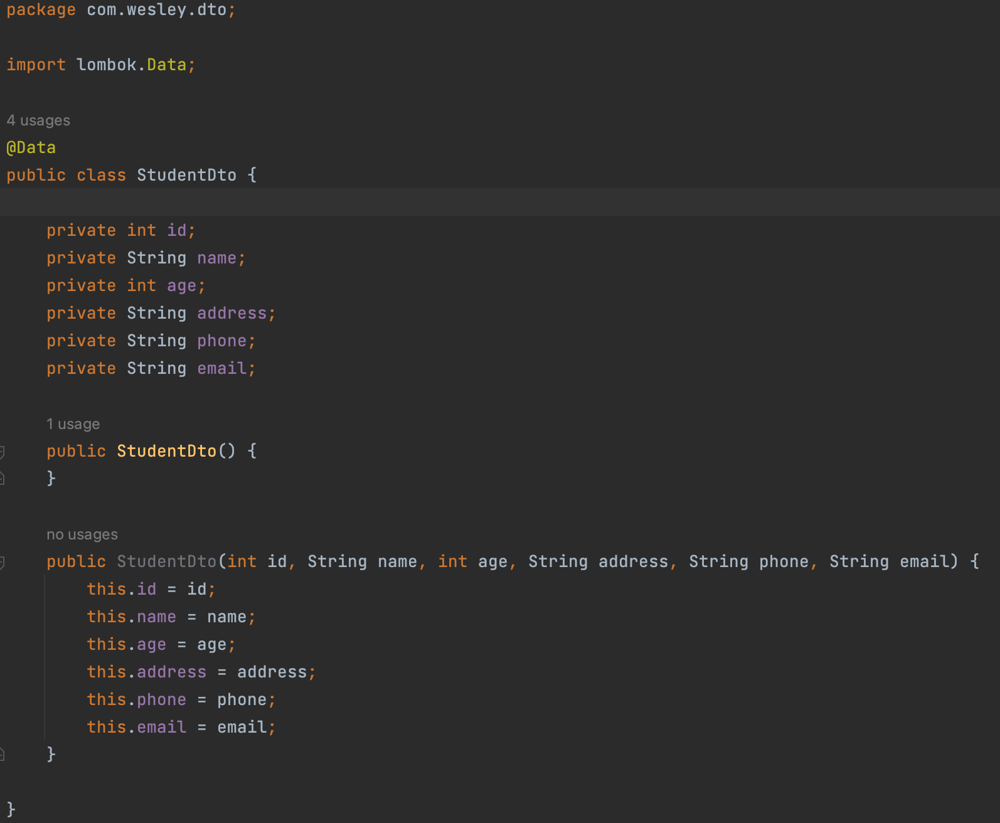 package com.wesley.dto;
import lombok.Data;
4 usages
@Data
public class StudentDto {
private int id;
private String name;
private int age;
private String address;
private String phone;
private String email;
1 usage
public StudentDto() {
}
no usages
public StudentDto(int id, String name, int age, String address, String phone, String email) {
this.id = id;
this.name = name;
this.age = age;
this.address = address;
this.phone = phone;
this.email = email;
}
}